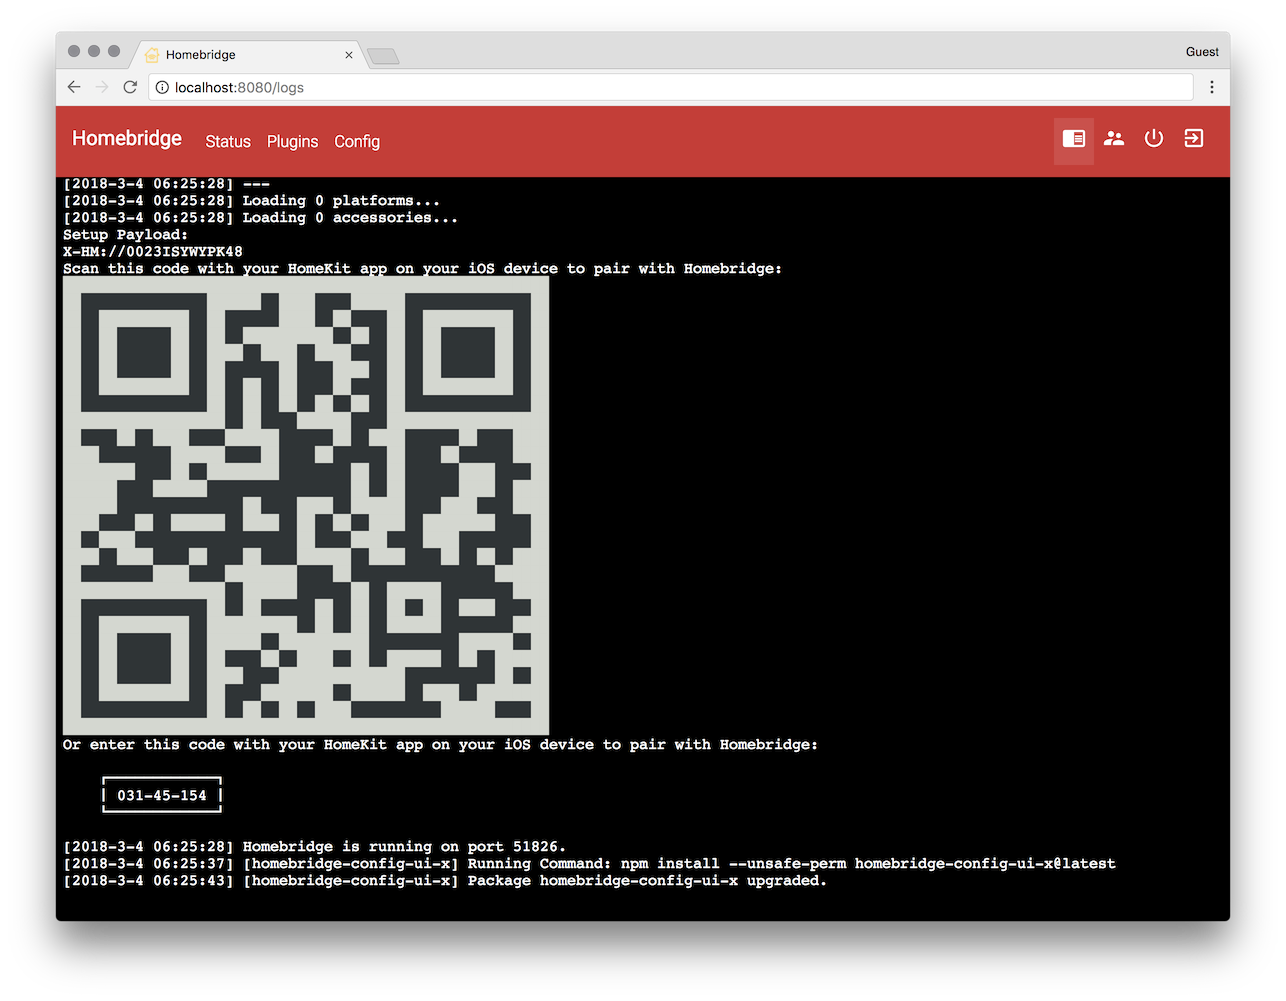 Homebridge
Guest
localhost:8080/logs
Homebridge Status Plugins Config
[2018-3-4 06:25:28] ---
[2018-3-4 06:25:28] Loading 0 platforms...
[2018-3-4 06:25:28] Loading 0 accessories...
Setup Payload:
X-HM://0023ISYWYPK48
Scan this code with your HomeKit app on your iOS device to pair with Homebridge:
Or enter this code with your HomeKit app on your iOS device to pair with Homebridge:
031-45-154
[2018-3-4 06:25:28] Homebridge is running on port 51826.
[2018-3-4 06:25:37] [homebridge-config-ui-x] Running Command: npm install --unsafe-perm homebridge-config-ui-x@latest
[2018-3-4 06:25:43] [homebridge-config-ui-x] Package homebridge-config-ui-x upgraded.